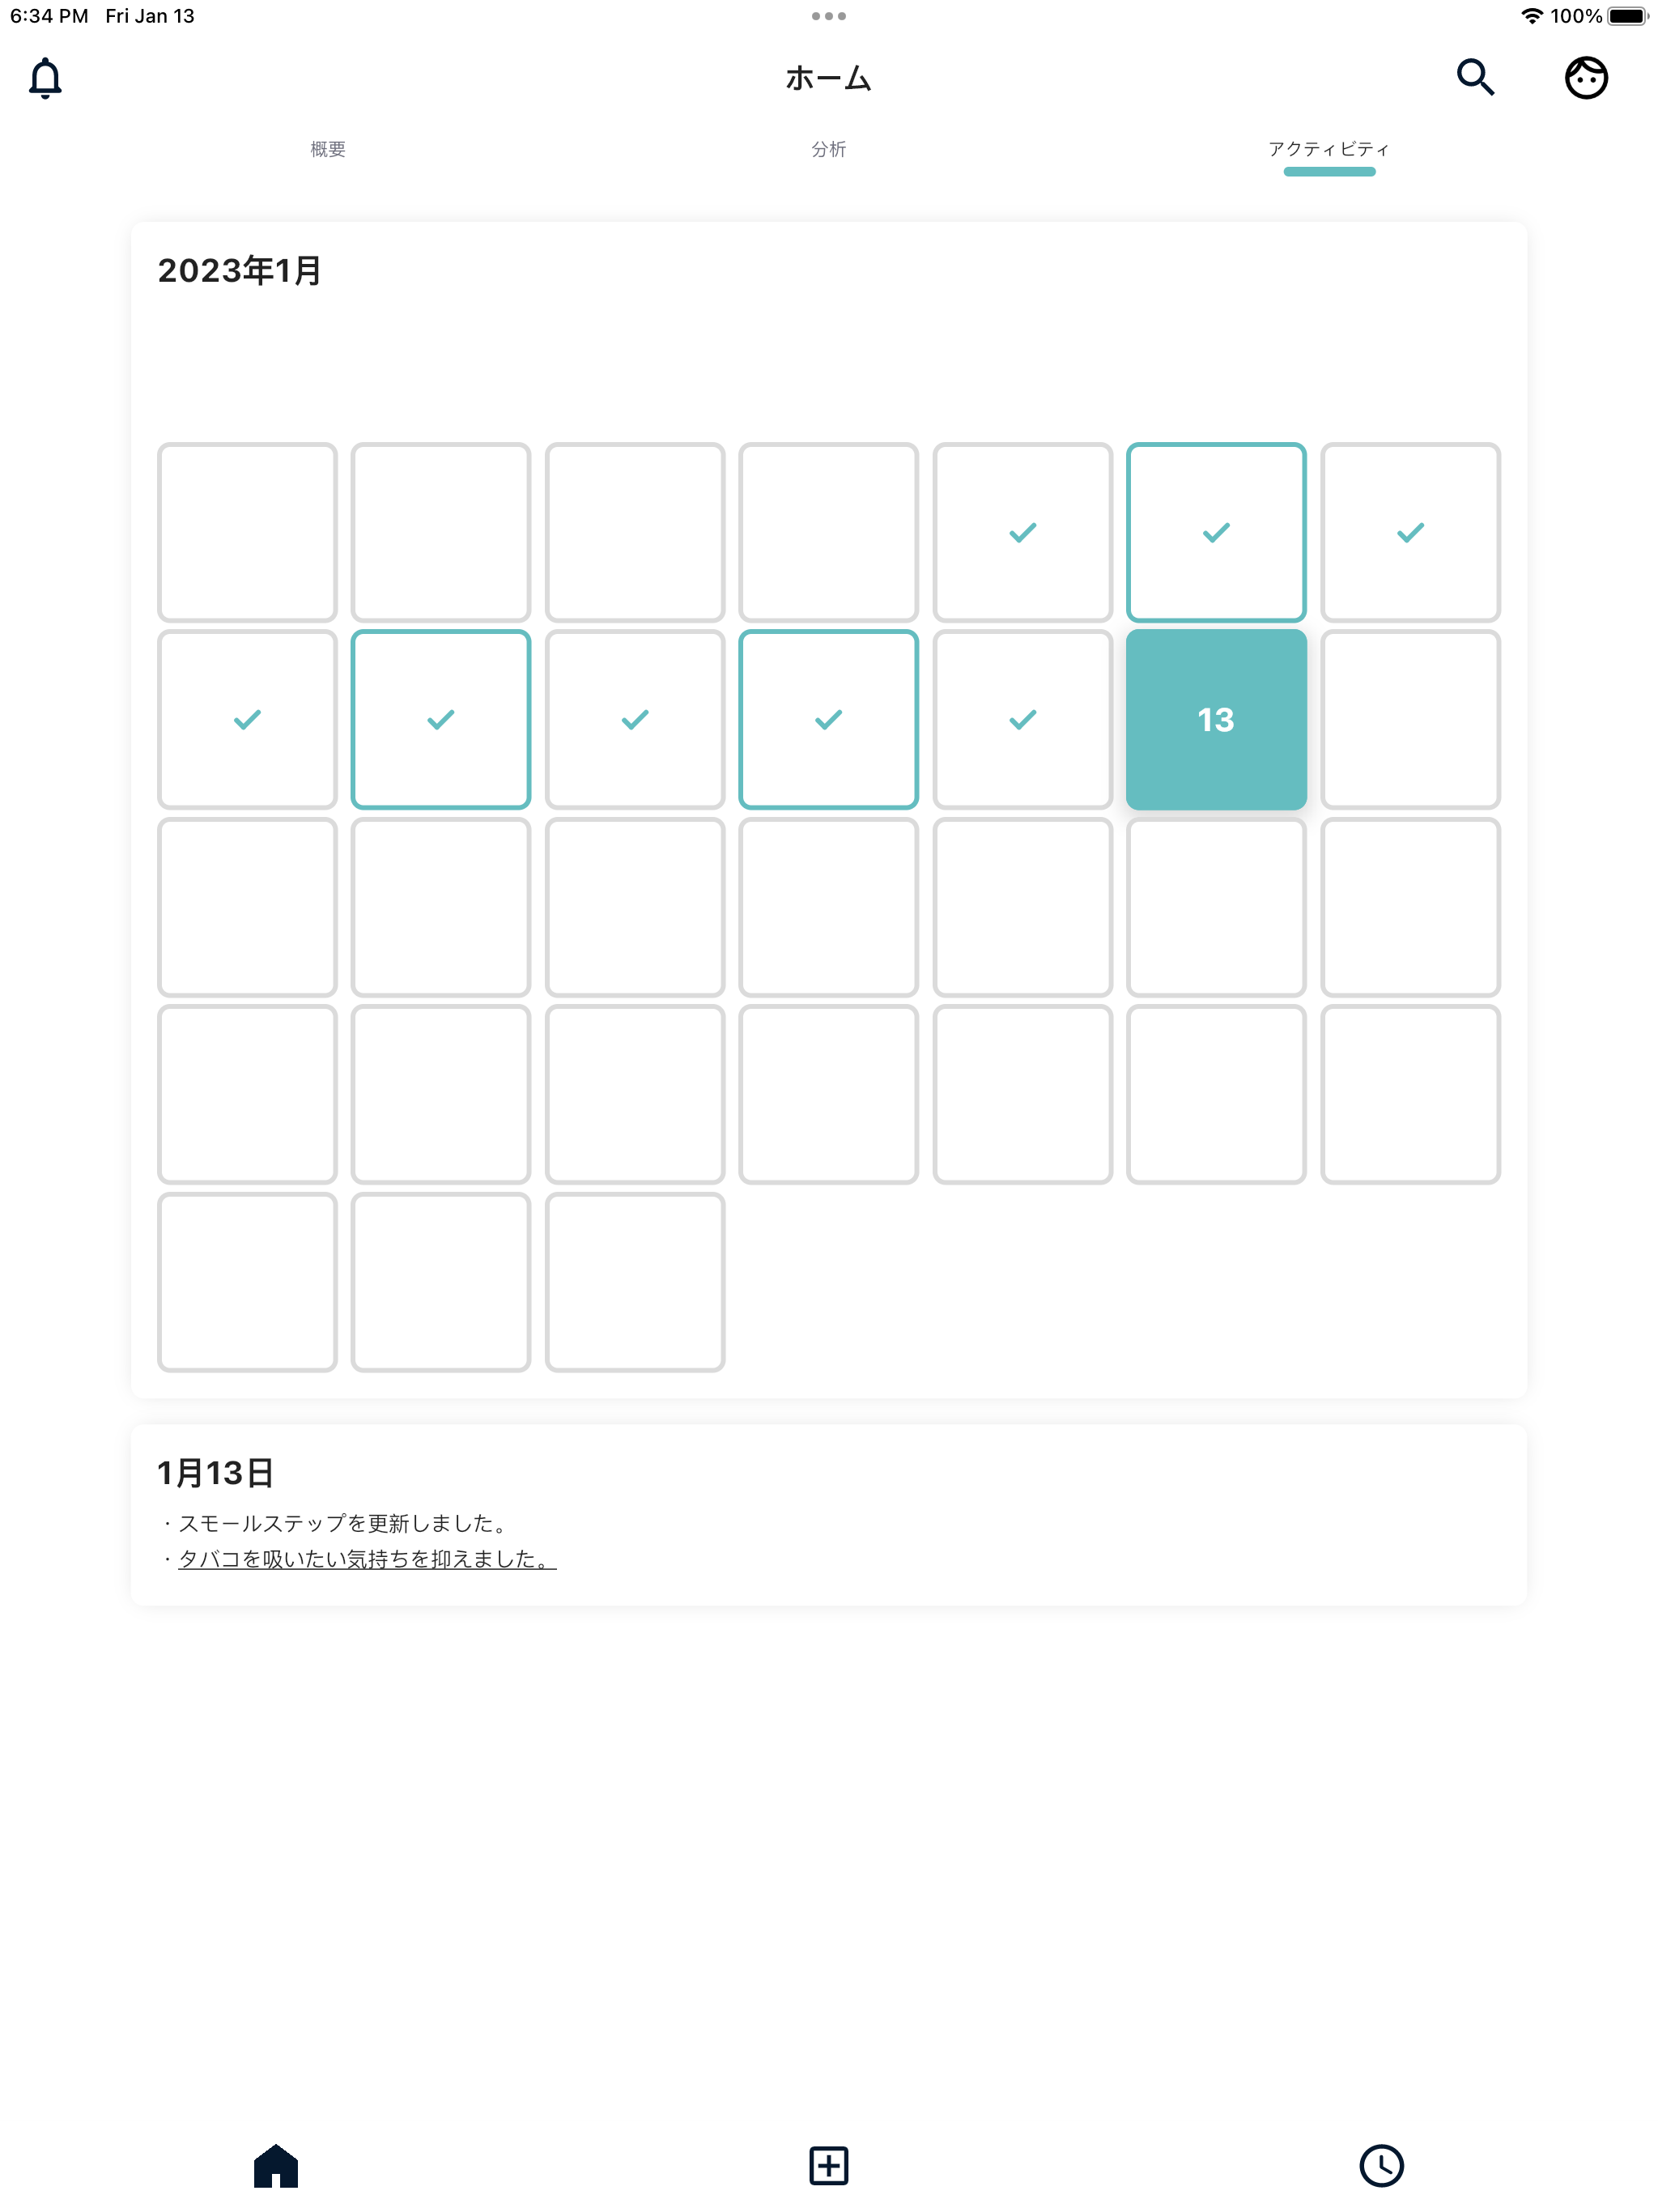 6:34 PM Fri Jan 13
100%
ホーム
概要
分析
アクティビティ
2023年1月
13
1月13日
・スモールステップを更新しました。
・タバコを吸いたい気持ちを抑えました。